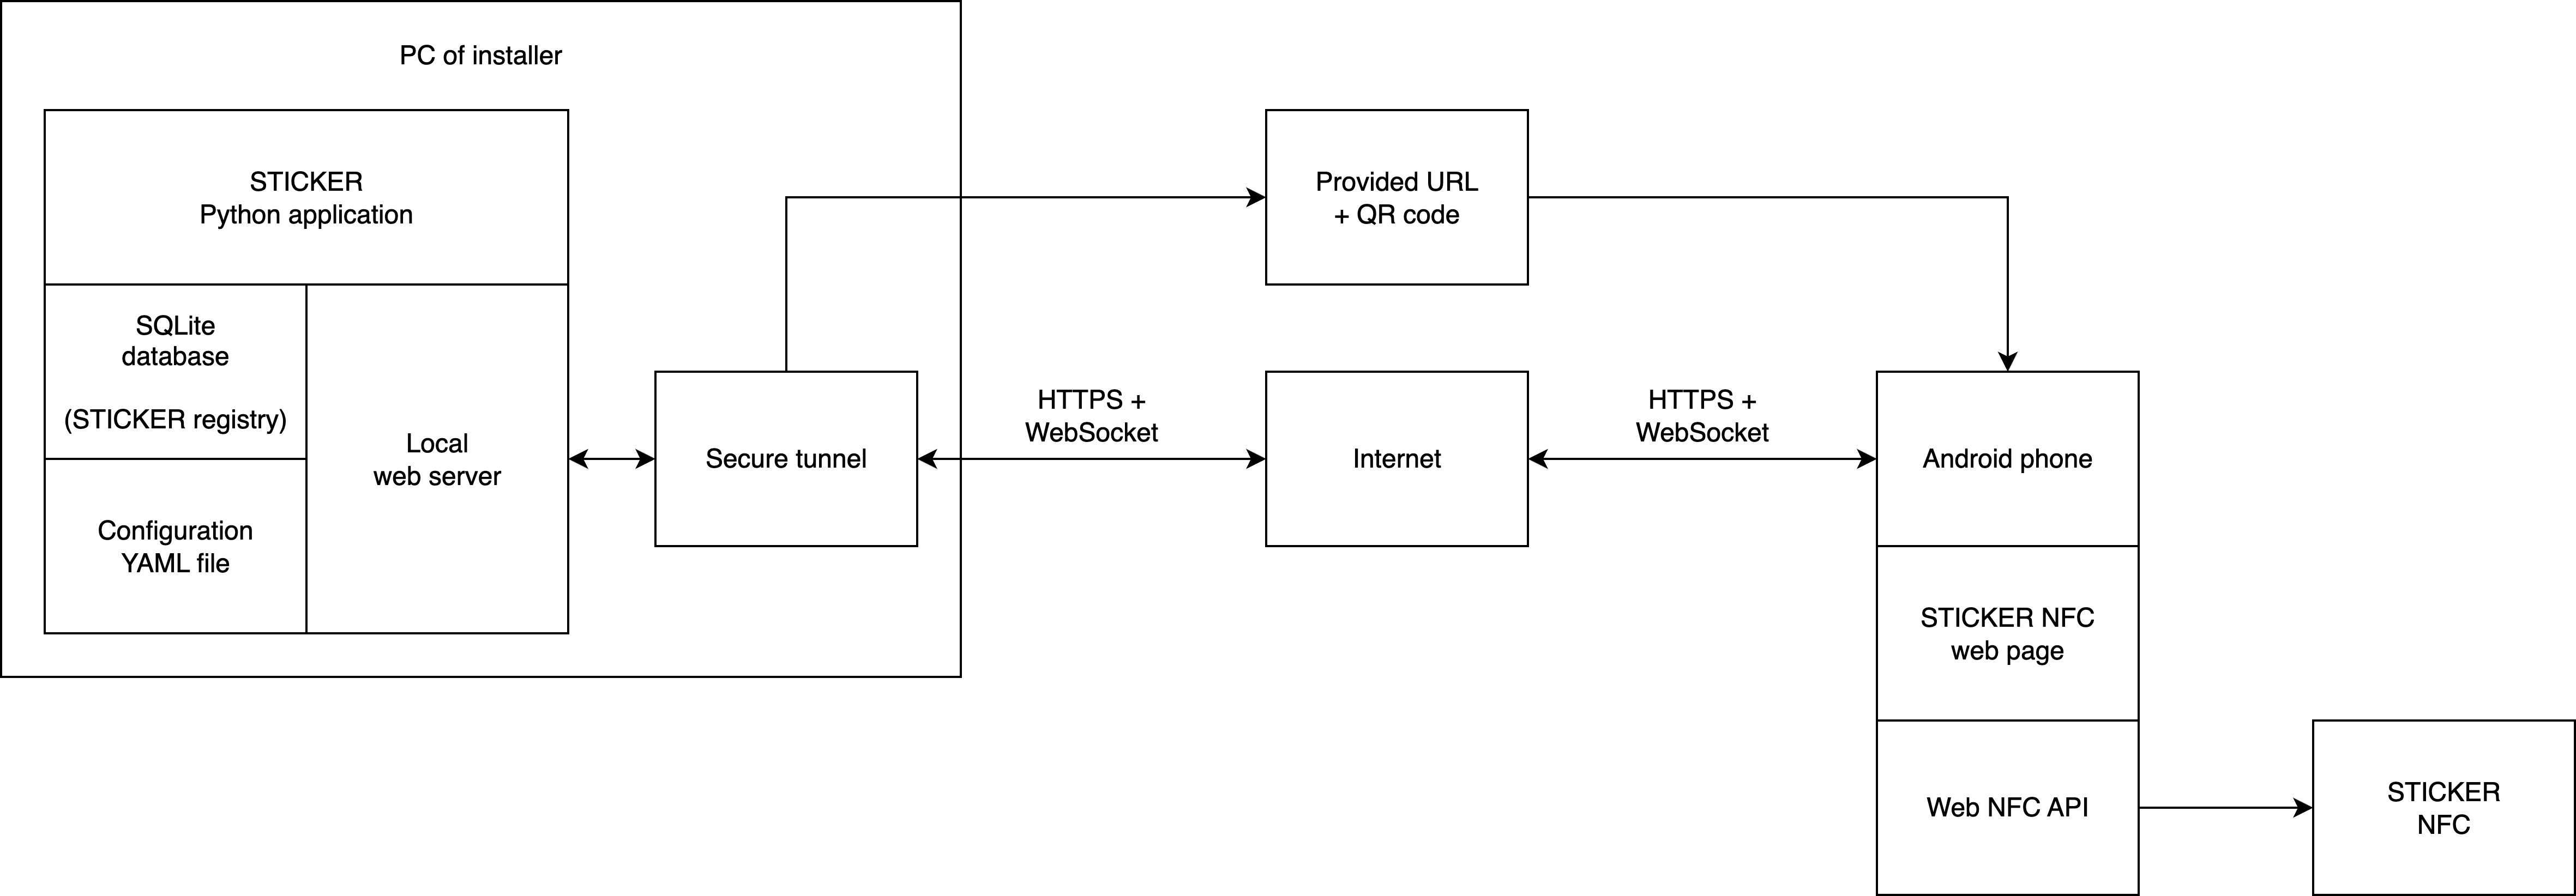 PC of installer
STICKER
Python application
SQLite
database
(STICKER registry)
Configuration
YAML file
Local
web server
Secure tunnel
Provided URL
+ QR code
HTTPS +
WebSocket
Internet
HTTPS +
WebSocket
Android phone
STICKER NFC
web page
Web NFC API
STICKER
NFC